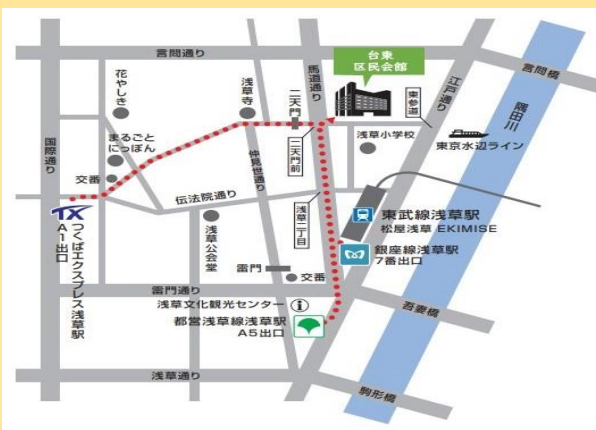 言問通り
花やしき
浅草寺
二天門
馬道通り
台東
区民会館
江戸通り
言問橋
隅田川
東参道
国際通り
まるごと
にっぽん
二天門前
浅草小学校
東京水辺ライン
交番
仲見世通り
伝法院通り
浅草二丁目
TX
つくばエクスプレス浅草駅
A1出口
浅草公会堂
東武線浅草駅
松屋浅草 EKIMISE
銀座線浅草駅
7番出口
雷門
交番
雷門通り
浅草文化観光センター
都営浅草線浅草駅
A5出口
吾妻橋
浅草通り
駒形橋